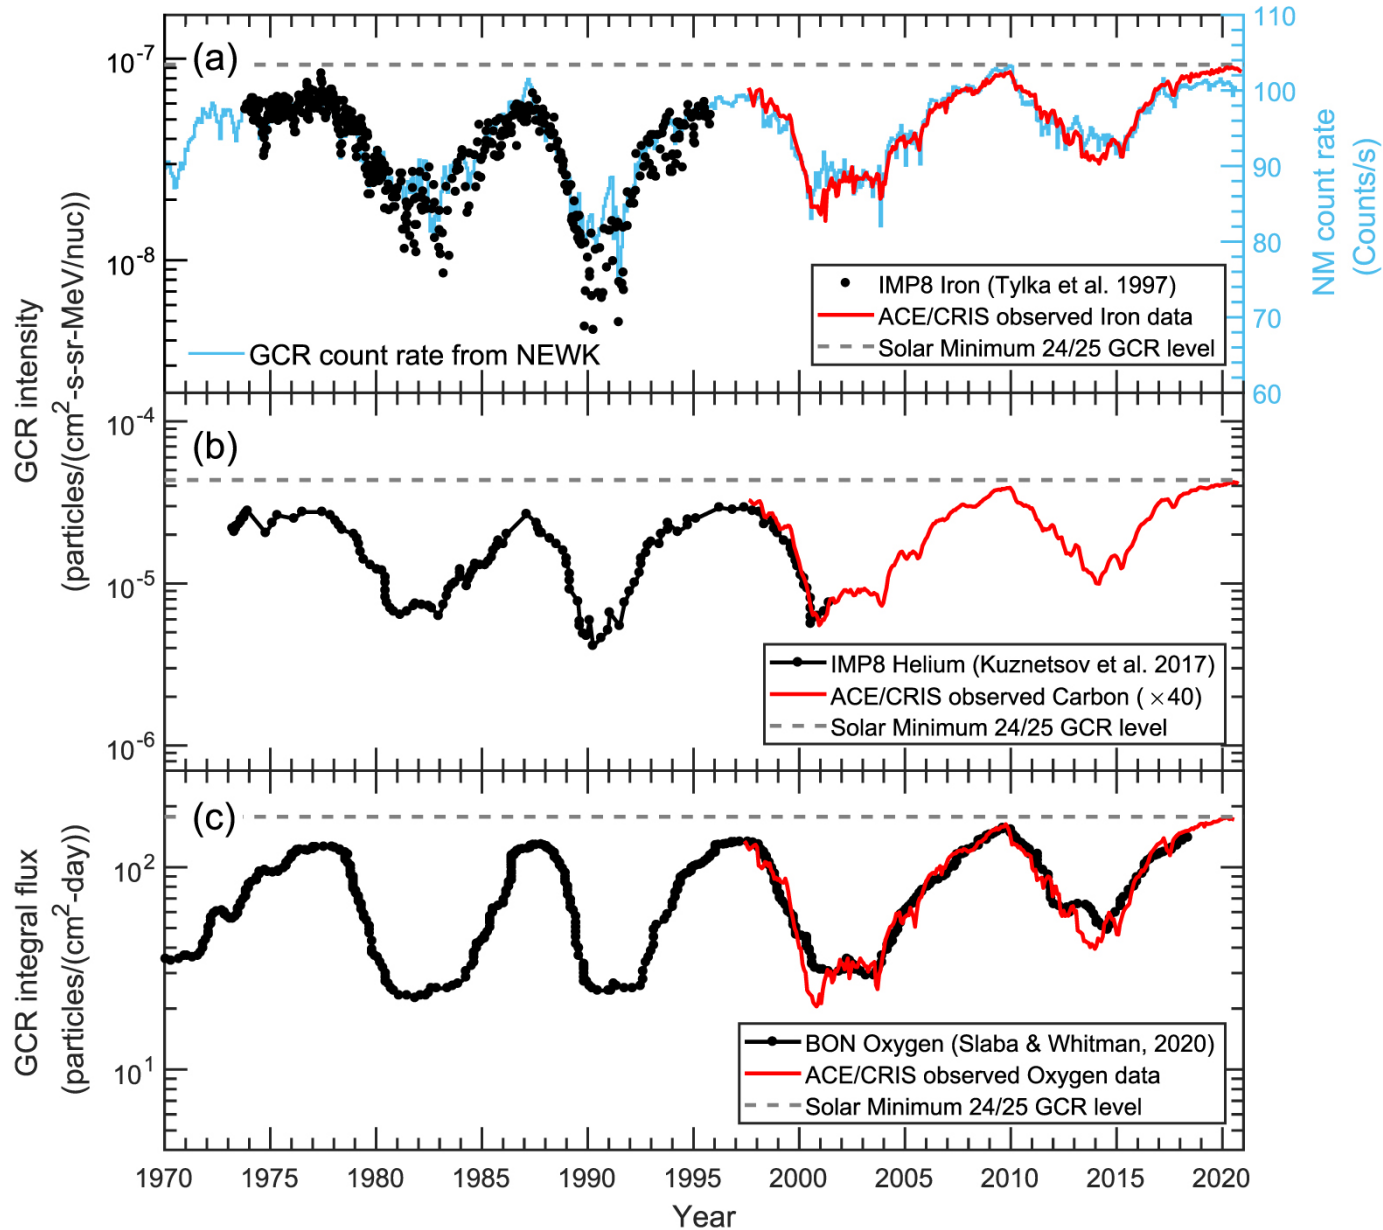 (a)
10^-7
10^-8
110
100
90
80
70
60
NM count rate
(Counts/s)
IMP8 Iron (Tylka et al. 1997)
ACE/CRIS observed Iron data
Solar Minimum 24/25 GCR level
GCR count rate from NEWK
GCR intensity
(particles/(cm^2-s-sr-MeV/nuc))
(b)
10^-4
10^-5
10^-6
IMP8 Helium (Kuznetsov et al. 2017)
ACE/CRIS observed Carbon ( ×40)
Solar Minimum 24/25 GCR level
(c)
10^2
10^1
GCR integral flux
(particles/(cm^2-day))
BON Oxygen (Slaba & Whitman, 2020)
ACE/CRIS observed Oxygen data
Solar Minimum 24/25 GCR level
1970 1975 1980 1985 1990 1995 2000 2005 2010 2015 2020
Year